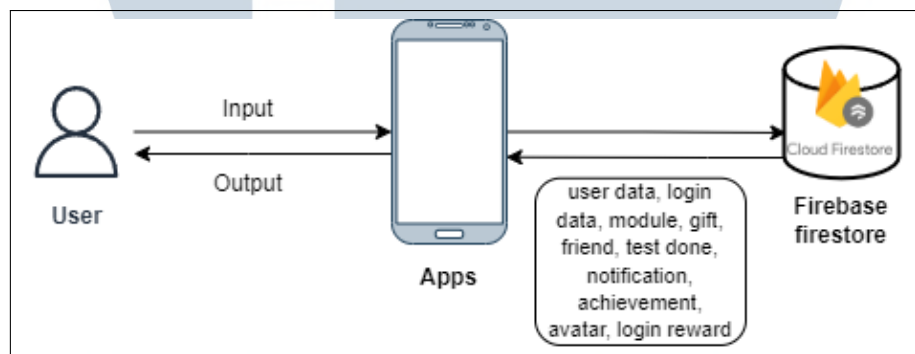 Input
Output
User
Apps
Cloud Firestore
Firebase
firestore
user data, login
data, module, gift,
friend, test done,
notification,
achievement,
avatar, login reward